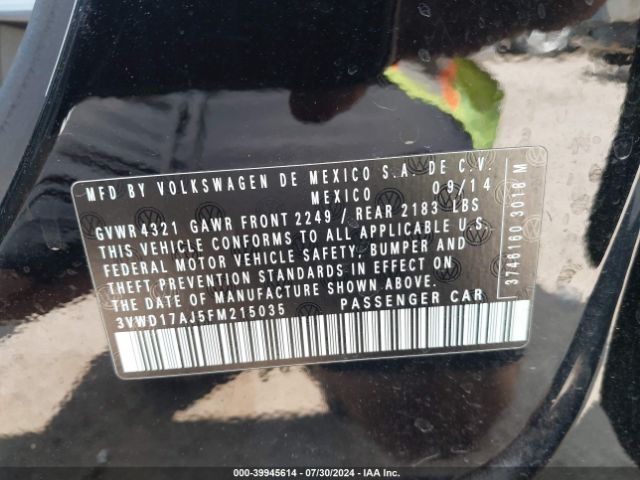 MFD BY VOLKSWAGEN DE MEXICO S.A. DE C.V.
MEXICO 09/14
GVWR 4321 GAWR FRONT 2249 / REAR 2183 LBS
THIS VEHICLE CONFORMS TO ALL APPLICABLE U.S.
FEDERAL MOTOR VEHICLE SAFETY, BUMPER AND
THEFT PREVENTION STANDARDS IN EFFECT ON
THE DATE OF MANUFACTURE SHOWN ABOVE.
3VWD17AJ5FM215035 PASSENGER CAR
3746160 3018 M
000-39945614 - 07/30/2024 - IAA Inc.